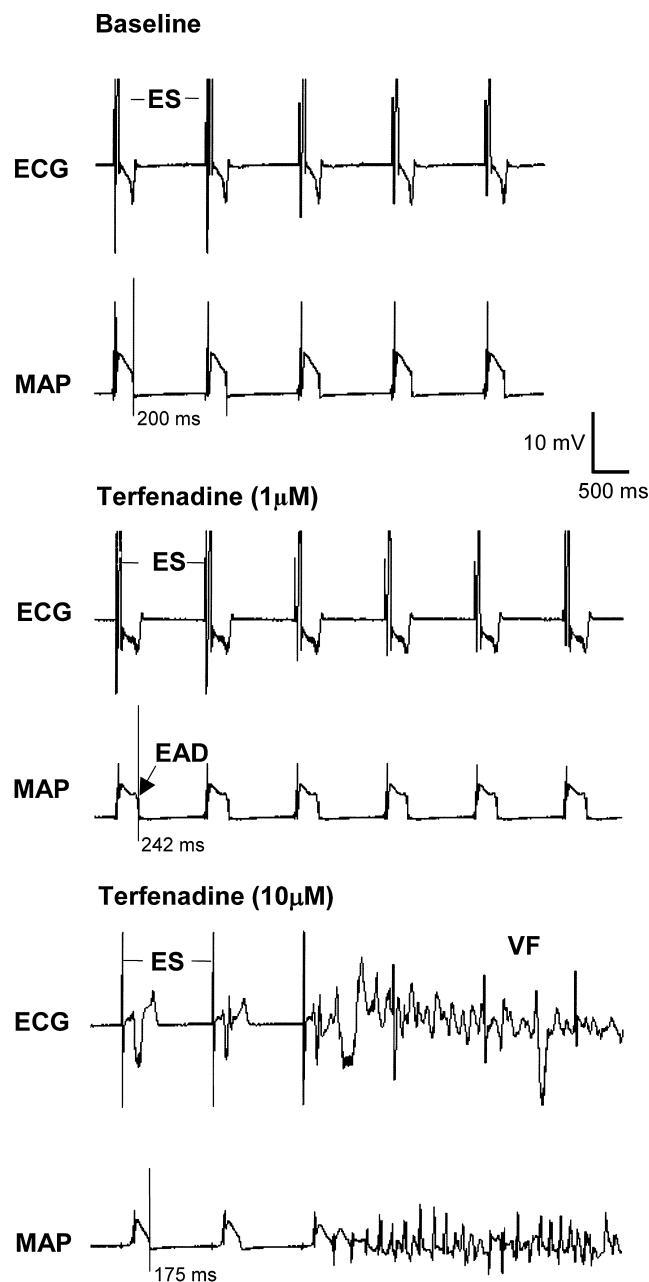 Baseline
ES
ECG
MAP
200 ms
10 mV
500 ms
Terfenadine (1μM)
ES
ECG
EAD
MAP
242 ms
Terfenadine (10μM)
VF
ES
ECG
MAP
175 ms